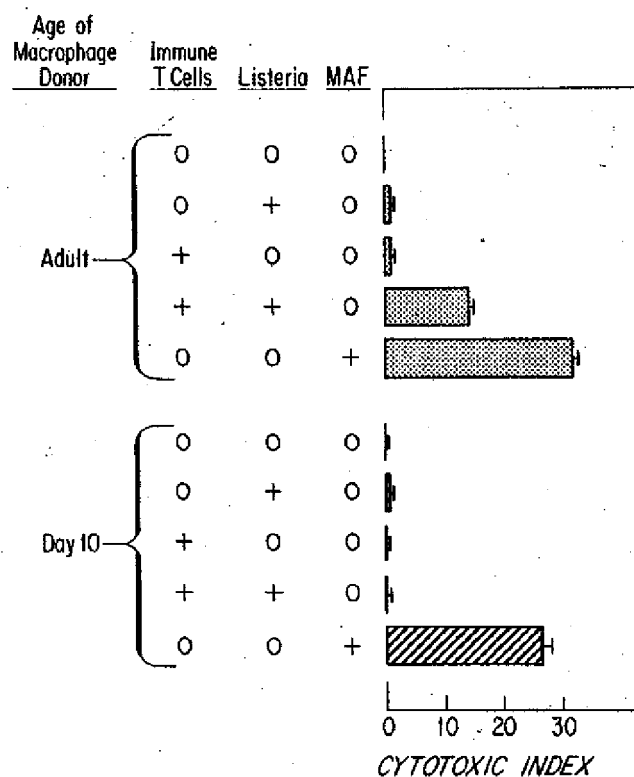 Age of
Macrophage
Donor
Immune
T Cells
Listeria
MAF
Adult
O O O
O + O
+ O O
+ + O
O O +
Day 10
O O O
O + O
+ O O
+ + O
O O +
0 10 20 30
CYTOTOXIC INDEX